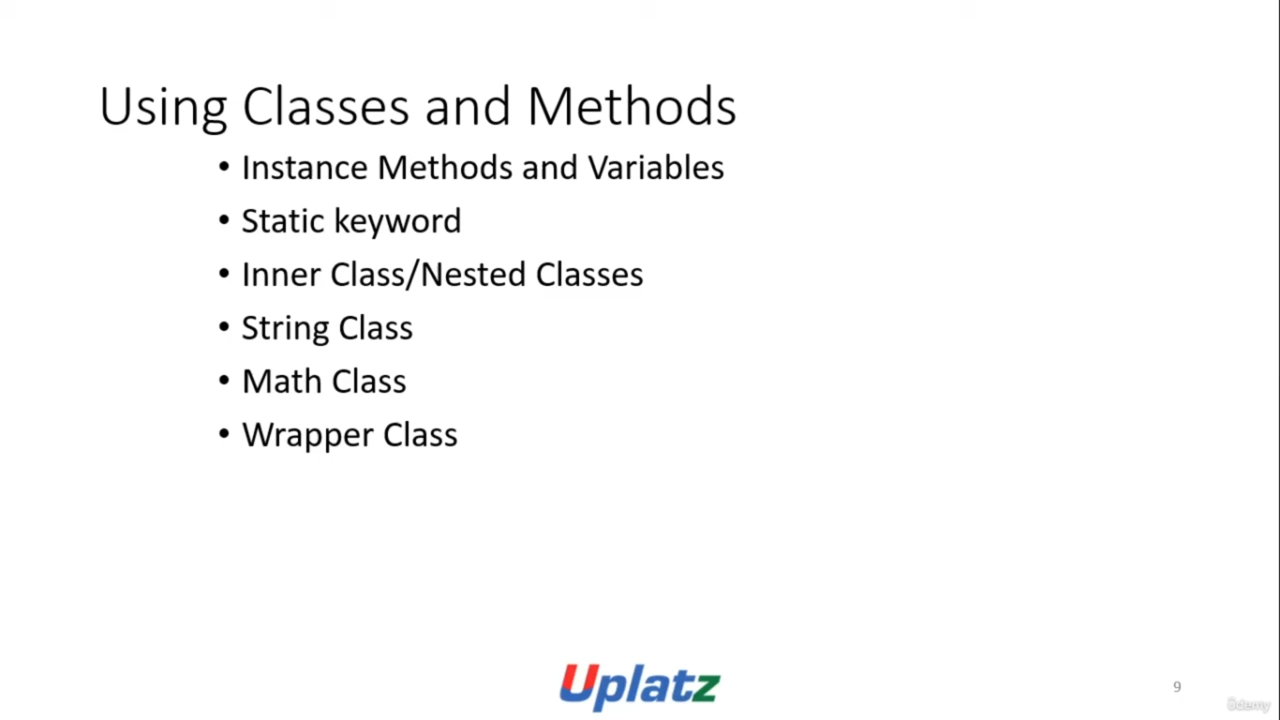 Using Classes and Methods
• Instance Methods and Variables
• Static keyword
• Inner Class/Nested Classes
• String Class
• Math Class
• Wrapper Class
Uplatz
9
ûdemy